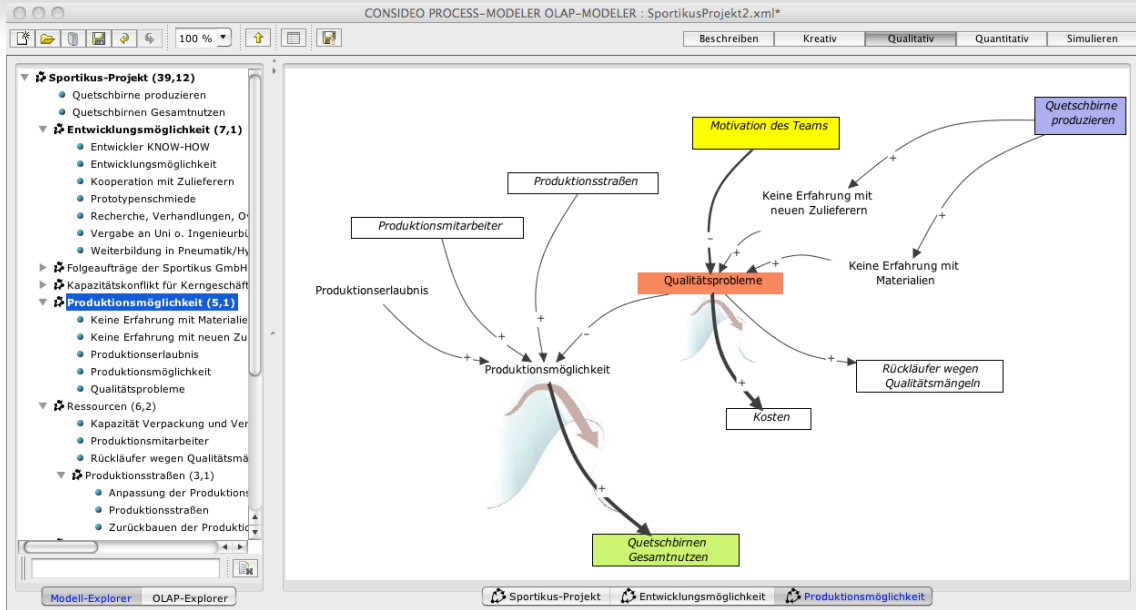 CONSIDEO PROCESS-MODELER OLAP-MODELER : SportikusProjekt2.xml*
100 %
Beschreiben
Kreativ
Qualitativ
Quantitativ
Simulieren
Sportikus-Projekt (39,12)
Quetschbirne produzieren
Quetschbirnen Gesamtnutzen
Entwicklungsmöglichkeit (7,1)
Entwickler KNOW-HOW
Entwicklungsmöglichkeit
Kooperation mit Zulieferern
Prototypenschmiede
Recherche, Verhandlungen, Ov
Vergabe an Uni o. Ingenieurbü
Weiterbildung in Pneumatik/Hy
Folgeaufträge der Sportikus GmbH
Kapazitätskonflikt für Kerngeschäft
Produktionsmöglichkeit (5,1)
Keine Erfahrung mit Materialie
Keine Erfahrung mit neuen Zu
Produktionserlaubnis
Produktionsmöglichkeit
Qualitätsprobleme
Ressourcen (6,2)
Kapazität Verpackung und Ver
Produktionsmitarbeiter
Rückläufer wegen Qualitätsmä
Produktionsstraßen (3,1)
Anpassung der Produktions
Produktionsstraßen
Zurückbauen der Produktio
Modell-Explorer
OLAP-Explorer
Quetschbirne
produzieren
Motivation des Teams
+
Produktionsstraßen
Keine Erfahrung mit
neuen Zulieferern
+
Produktionsmitarbeiter
-
+
+
Keine Erfahrung mit
Materialien
Qualitätsprobleme
Produktionserlaubnis
+
+
-
+
+
Produktionsmöglichkeit
Rückläufer wegen
Qualitätsmängeln
+
Kosten
+
Quetschbirnen
Gesamtnutzen
Sportikus-Projekt
Entwicklungsmöglichkeit
Produktionsmöglichkeit